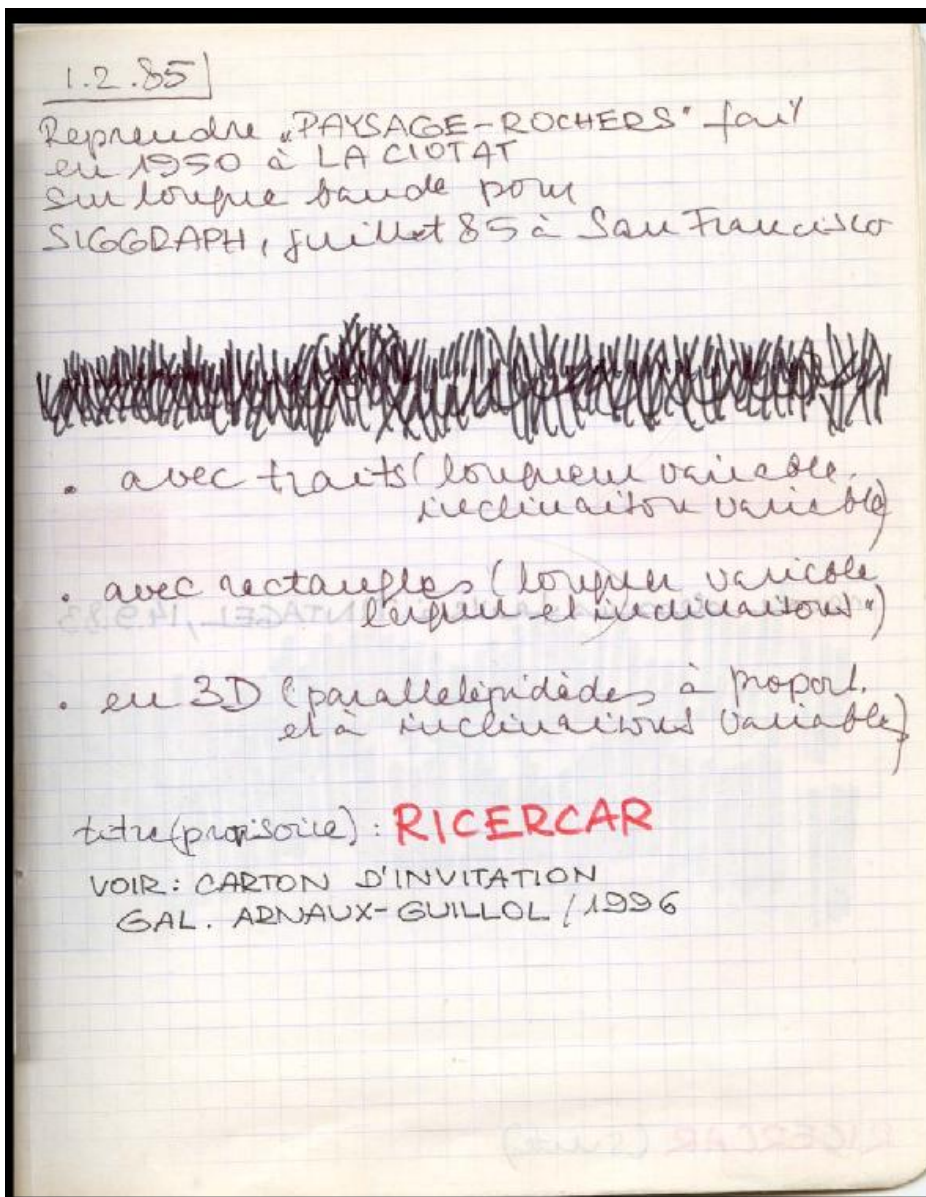 1.2.85
Reprendre "PAYSAGE-ROCHERS" fait
en 1950 à LA CIOTAT
sur longue bande pour
SIGGRAPH, juillet 85 à San Francisco
• avec traits (longueur variable,
inclinaison variable)
• avec rectangles (longueur variable,
largeur et inclinaisons ")
• en 3D (parallelépidèdes à proport.
et à inclinaisons variable)
titre (provisoire) : RICERCAR
VOIR : CARTON D'INVITATION
GAL. ARNAUX-GUILLOL / 1996